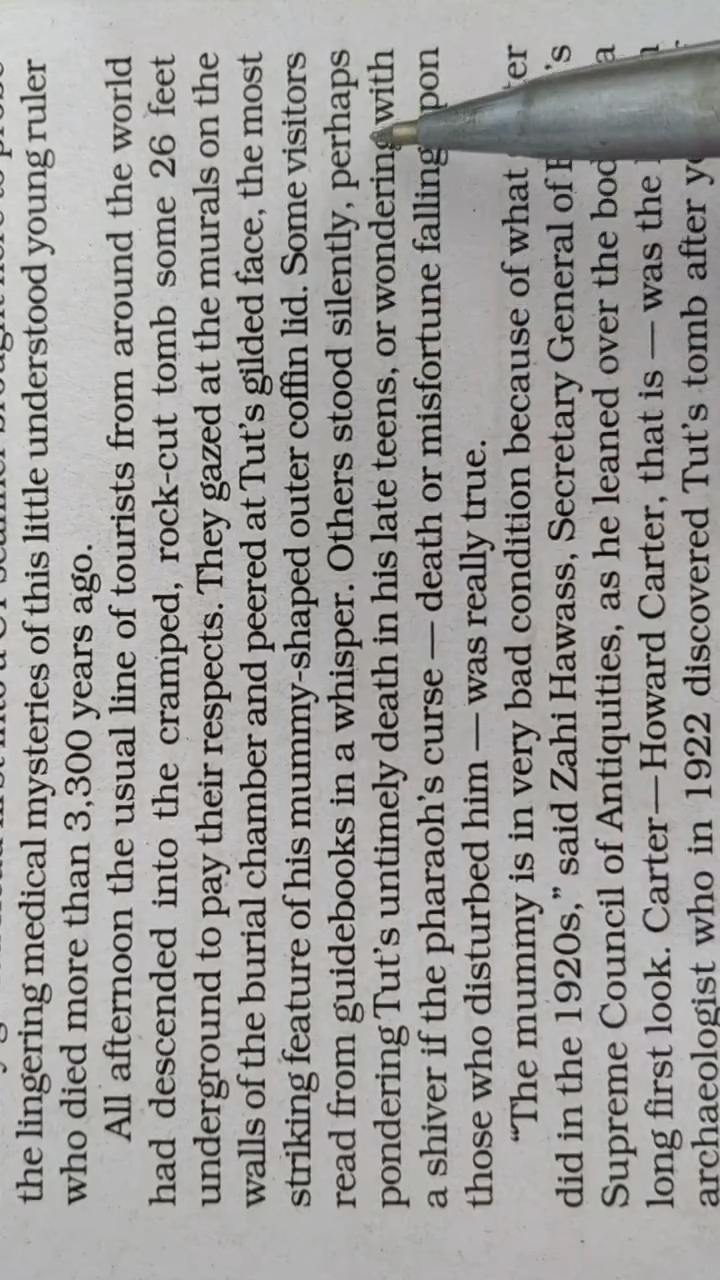 the lingering medical mysteries of this little understood young ruler
who died more than 3,300 years ago.
All afternoon the usual line of tourists from around the world
had descended into the cramped, rock-cut tomb some 26 feet
underground to pay their respects. They gazed at the murals on the
walls of the burial chamber and peered at Tut's gilded face, the most
striking feature of his mummy-shaped outer coffin lid. Some visitors
read from guidebooks in a whisper. Others stood silently, perhaps
pondering Tut's untimely death in his late teens, or wondering with
a shiver if the pharaoh's curse — death or misfortune falling
those who disturbed him — was really true.
"The mummy is in very bad condition because of what
did in the 1920s," said Zahi Hawass, Secretary General of
Supreme Council of Antiquities, as he leaned over the
long first look. Carter—Howard Carter, that is — was the
archaeologist who in 1922 discovered Tut's tomb after